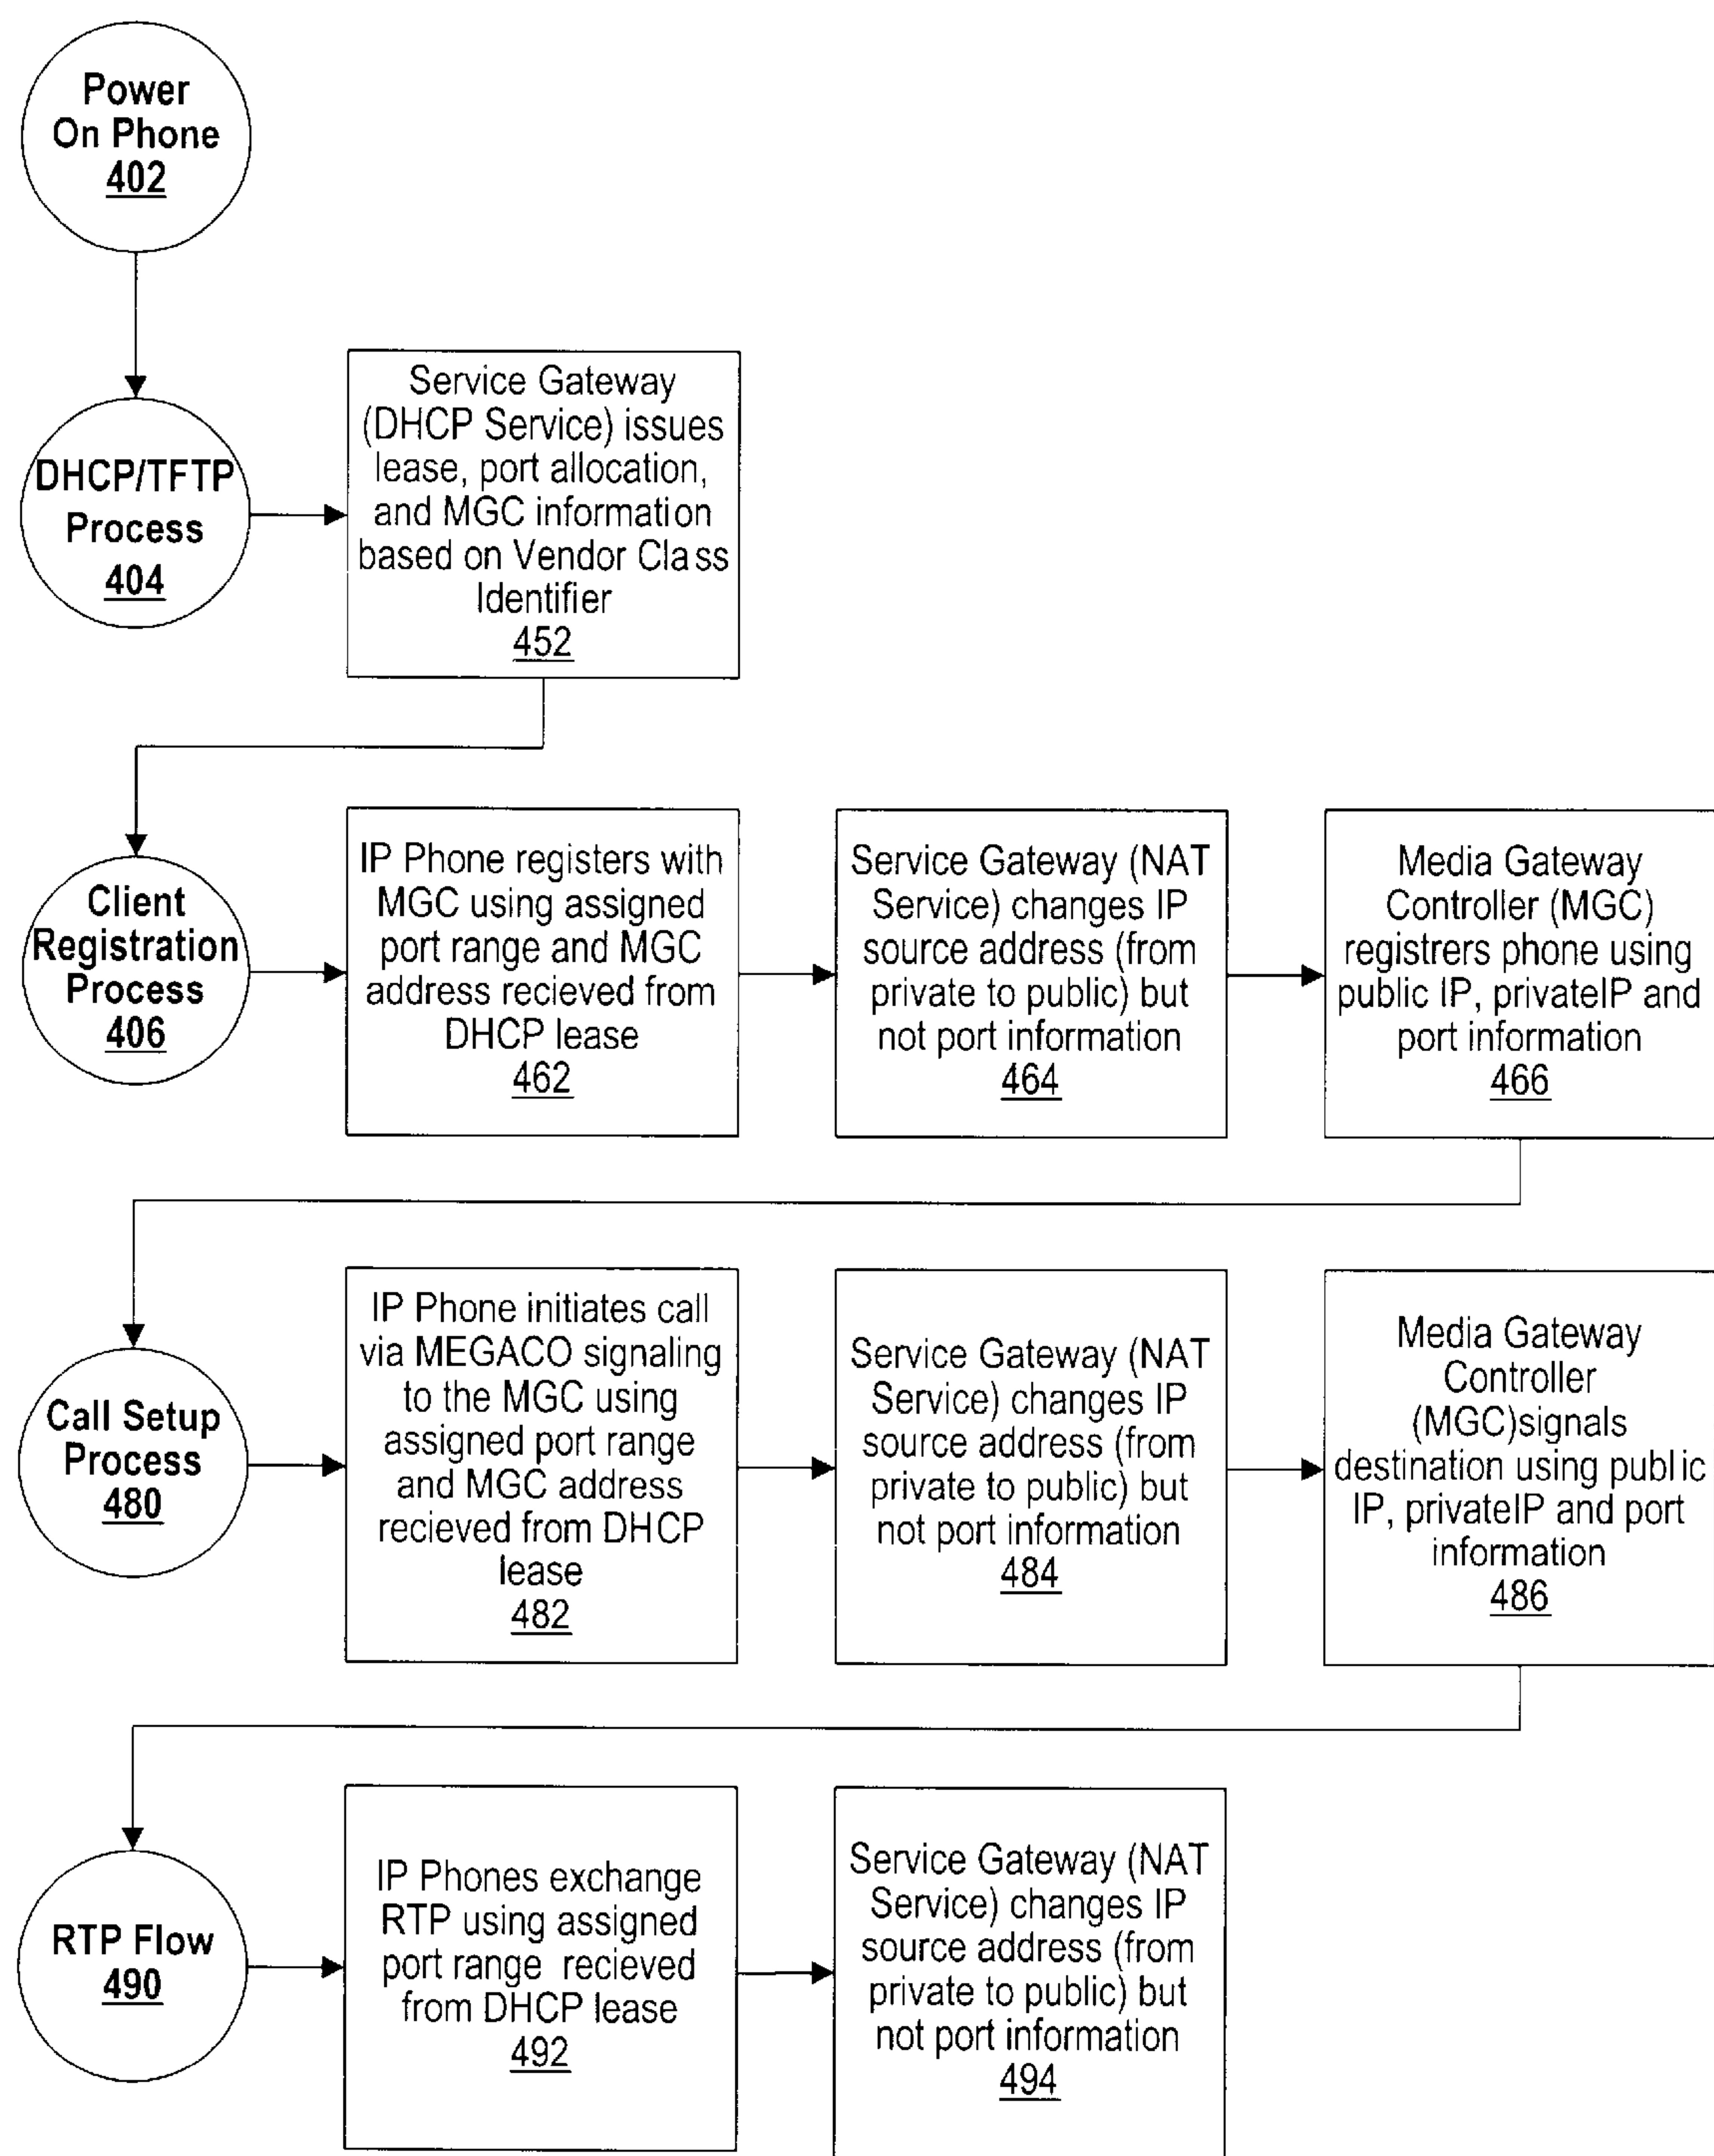 Power
On Phone
402
DHCP/TFTP
Process
404
Service Gateway
(DHCP Service) issues
lease, port allocation,
and MGC information
based on Vendor Class
Identifier
452
Client
Registration
Process
406
IP Phone registers with
MGC using assigned
port range and MGC
address recieved from
DHCP lease
462
Service Gateway (NAT
Service) changes IP
source address (from
private to public) but
not port information
464
Media Gateway
Controller (MGC)
registrers phone using
public IP, privateIP and
port information
466
Call Setup
Process
480
IP Phone initiates call
via MEGACO signaling
to the MGC using
assigned port range
and MGC address
recieved from DHCP
lease
482
Service Gateway (NAT
Service) changes IP
source address (from
private to public) but
not port information
484
Media Gateway
Controller
(MGC)signals
destination using public
IP, privateIP and port
information
486
RTP Flow
490
IP Phones exchange
RTP using assigned
port range recieved
from DHCP lease
492
Service Gateway (NAT
Service) changes IP
source address (from
private to public) but
not port information
494